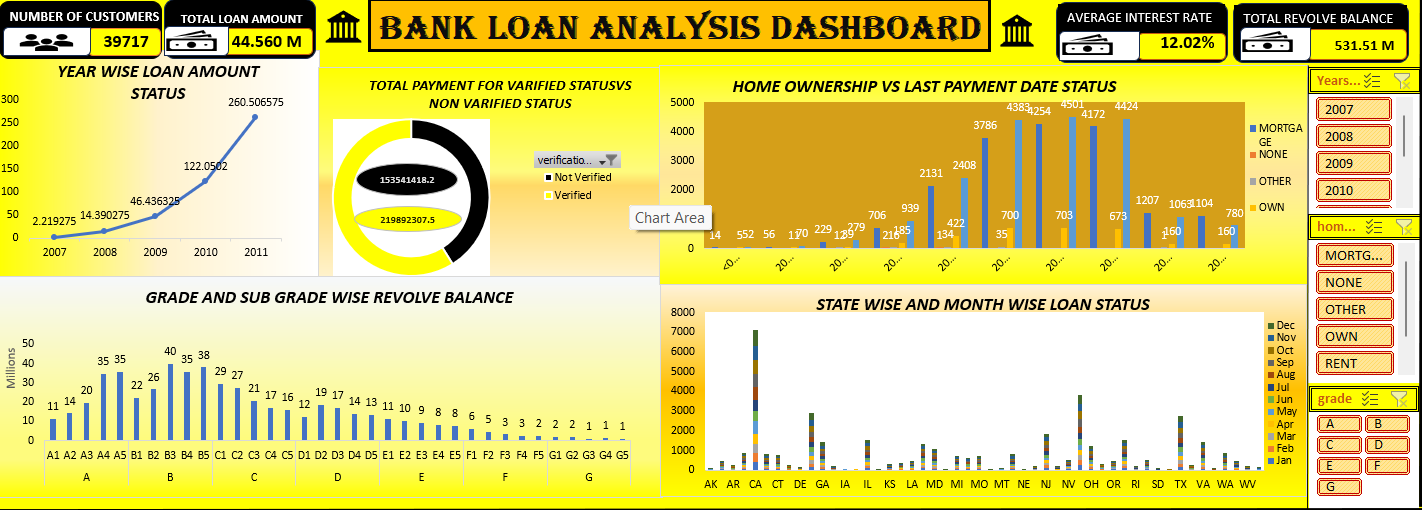 NUMBER OF CUSTOMERS
39717
TOTAL LOAN AMOUNT
44.560 M
BANK LOAN ANALYSIS DASHBOARD
AVERAGE INTEREST RATE
12.02%
TOTAL REVOLVE BALANCE
531.51 M
YEAR WISE LOAN AMOUNT
STATUS
300
250
200
150
100
50
0
2.219275
14.390275
46.436325
122.0502
260.506575
2007 2008 2009 2010 2011
TOTAL PAYMENT FOR VARIFIED STATUSVS
NON VARIFIED STATUS
153541418.2
219892307.5
verificatio...
Not Verified
Verified
Chart Area
HOME OWNERSHIP VS LAST PAYMENT DATE STATUS
5000
4000
3000
2000
1000
0
14 552 56 1170 229 279 706 185 939 2131 134 422 2408 3786 35 700 4383 4254 703 4501 4172 673 4424 1207 160 1063 1104 160 780
<0... 20... 20... 20... 20... 20... 20... 20... 20... 20...
MORTGA
GE
NONE
OTHER
OWN
Years...
2007
2008
2009
2010
hom...
MORTG...
NONE
OTHER
OWN
RENT
grade
A B
C D
E F
G
GRADE AND SUB GRADE WISE REVOLVE BALANCE
Millions
50
40
30
20
10
0
11 14 20 35 35 22 26 40 35 38 29 27 21 17 16 12 19 17 14 13 11 10 9 8 8 6 5 3 3 2 2 2 1 1 1
A1 A2 A3 A4 A5 B1 B2 B3 B4 B5 C1 C2 C3 C4 C5 D1 D2 D3 D4 D5 E1 E2 E3 E4 E5 F1 F2 F3 F4 F5 G1 G2 G3 G4 G5
A B C D E F G
STATE WISE AND MONTH WISE LOAN STATUS
8000
7000
6000
5000
4000
3000
2000
1000
0
AK AR CA CT DE GA IA IL KS LA MD MI MO MT NE NJ NV OH OR RI SD TX VA WA WV
Dec
Nov
Oct
Sep
Aug
Jul
Jun
May
Apr
Mar
Feb
Jan